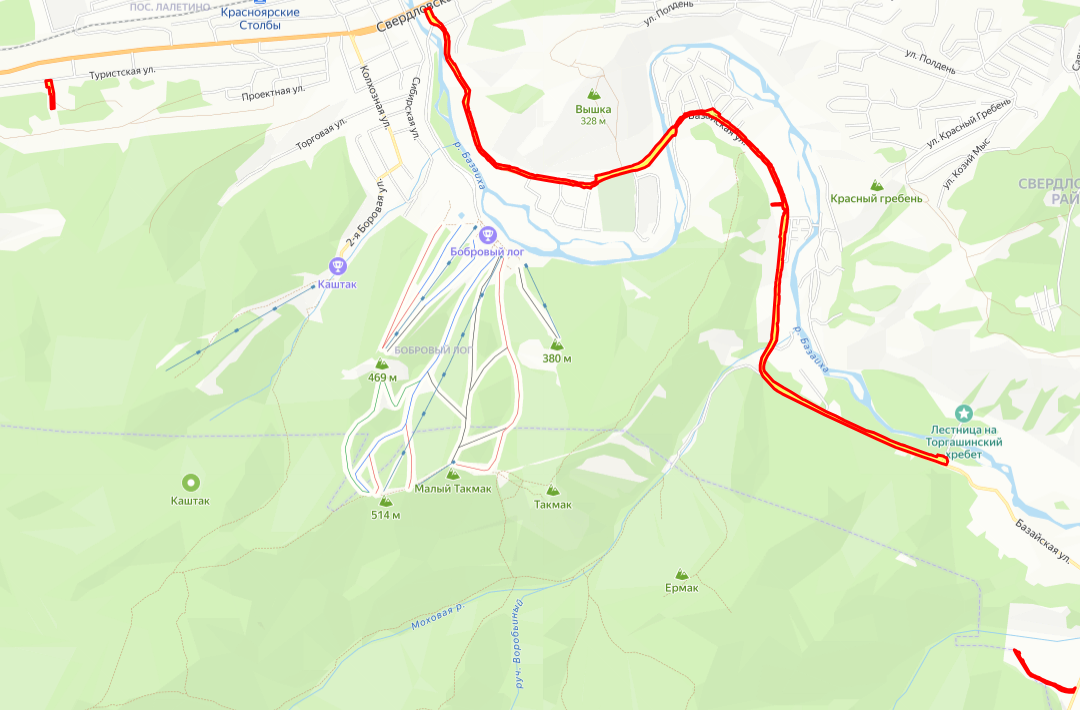 ПОС. ЛАЛЕТИНО
Красноярские
Столбы
Свердловска
ул. Полдень
ул. Полдень
Туристская ул.
Проектная ул.
Колхозная ул.
Сибирская ул.
Торговая ул.
Вышка
328 м
Базайская ул.
ул. Красный Гребень
ул. Козий Мыс
р. Базаиха
Красный гребень
СВЕРДЛО
РАЙ
2-я Боровая ул.
Бобровый лог
Каштак
БОБРОВЫЙ ЛОГ
380 м
469 м
р. Базаиха
Лестница на
Торгашинский
хребет
Малый Такмак
Каштак
514 м
Такмак
Базайская ул.
Ермак
Моховая р.
руч. Воробьиный